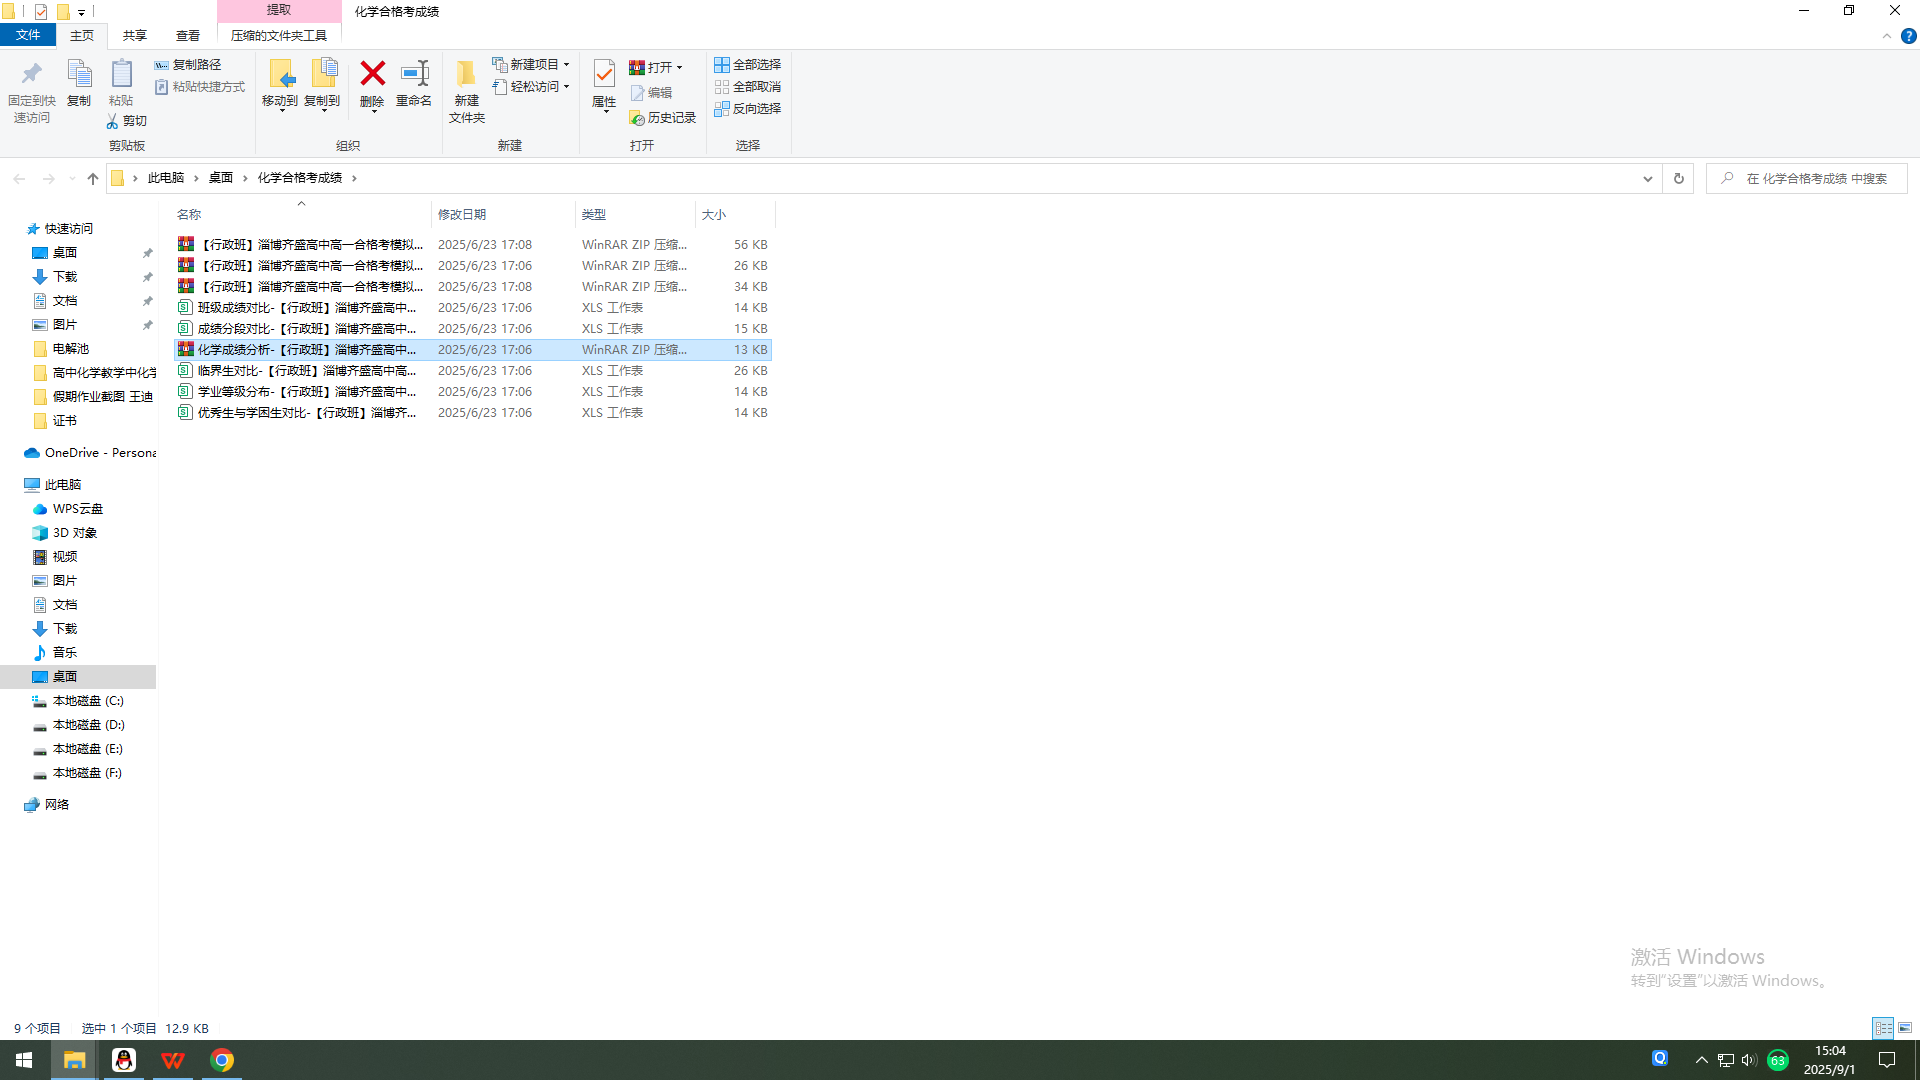 提取
化学合格考成绩
文件
主页
共享
查看
压缩的文件夹工具
固定到快
速访问
复制
粘贴
复制路径
粘贴快捷方式
剪切
剪贴板
移动到
复制到
删除
重命名
组织
新建
文件夹
新建项目
轻松访问
新建
属性
打开
编辑
历史记录
打开
全部选择
全部取消
反向选择
选择
此电脑
桌面
化学合格考成绩
在 化学合格考成绩 中搜索
名称 修改日期 类型 大小
【行政班】淄博齐盛高中高一合格考模拟... 2025/6/23 17:08 WinRAR ZIP 压缩... 56 KB
【行政班】淄博齐盛高中高一合格考模拟... 2025/6/23 17:06 WinRAR ZIP 压缩... 26 KB
【行政班】淄博齐盛高中高一合格考模拟... 2025/6/23 17:08 WinRAR ZIP 压缩... 34 KB
班级成绩对比-【行政班】淄博齐盛高中... 2025/6/23 17:06 XLS 工作表 14 KB
成绩分段对比-【行政班】淄博齐盛高中... 2025/6/23 17:06 XLS 工作表 15 KB
化学成绩分析-【行政班】淄博齐盛高中... 2025/6/23 17:06 WinRAR ZIP 压缩... 13 KB
临界生对比-【行政班】淄博齐盛高中高... 2025/6/23 17:06 XLS 工作表 26 KB
学业等级分布-【行政班】淄博齐盛高中... 2025/6/23 17:06 XLS 工作表 14 KB
优秀生与学困生对比-【行政班】淄博齐... 2025/6/23 17:06 XLS 工作表 14 KB
快速访问
桌面
下载
文档
图片
电解池
高中化学教学中化学
假期作业截图 王迪
证书
OneDrive - Persona
此电脑
WPS云盘
3D 对象
视频
图片
文档
下载
音乐
桌面
本地磁盘 (C:)
本地磁盘 (D:)
本地磁盘 (E:)
本地磁盘 (F:)
网络
激活 Windows
转到"设置"以激活 Windows。
9 个项目 选中 1 个项目 12.9 KB
63
15:04
2025/9/1